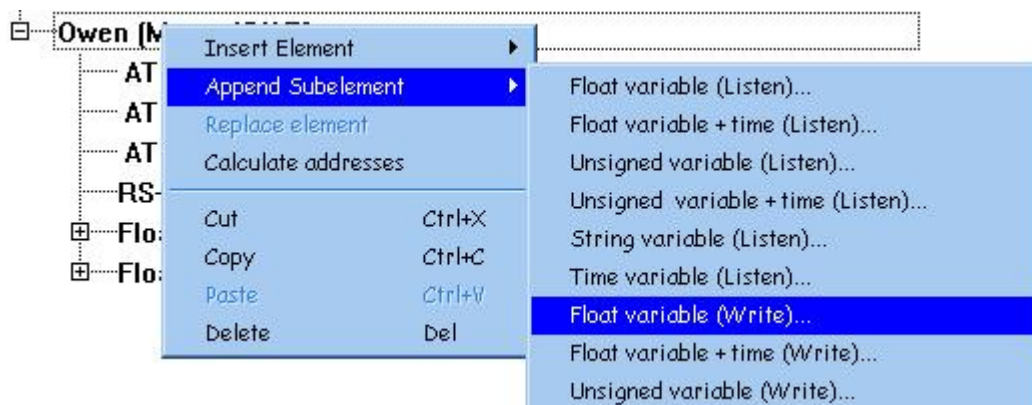 Owen (M
Insert Element
Append Subelement
Replace element
Calculate addresses
Cut Ctrl+X
Copy Ctrl+C
Paste Ctrl+V
Delete Del
AT
AT
AT
RS-
Floa
Floa
Float variable (Listen)...
Float variable + time (Listen)...
Unsigned variable (Listen)...
Unsigned variable + time (Listen)...
String variable (Listen)...
Time variable (Listen)...
Float variable (Write)...
Float variable + time (Write)...
Unsigned variable (Write)...